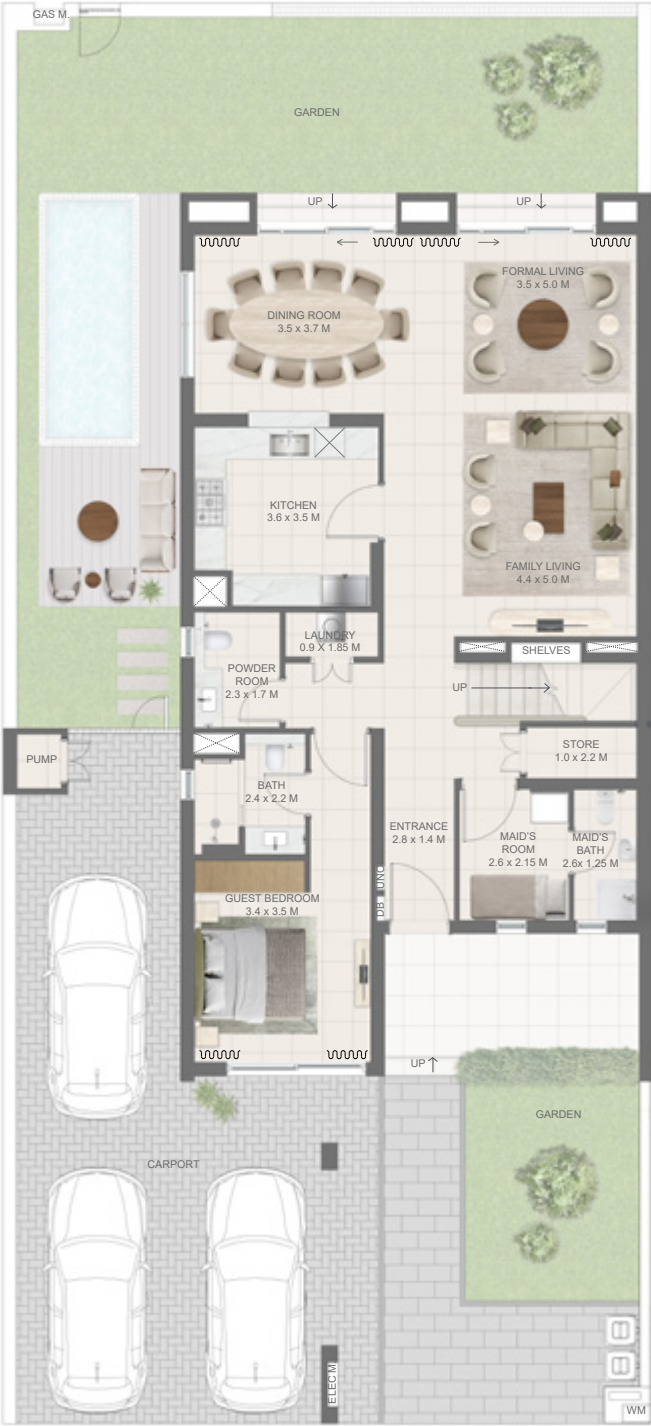 GAS M.
GARDEN
UP
UP
FORMAL LIVING
3.5 x 5.0 M
DINING ROOM
3.5 x 3.7 M
KITCHEN
3.6 x 3.5 M
FAMILY LIVING
4.4 x 5.0 M
LAUNDRY
0.9 X 1.85 M
SHELVES
POWDER
ROOM
2.3 x 1.7 M
UP
STORE
1.0 x 2.2 M
PUMP
BATH
2.4 x 2.2 M
ENTRANCE
2.8 x 1.4 M
MAID'S
ROOM
2.6 x 2.15 M
MAID'S
BATH
2.6x 1.25 M
GUEST BEDROOM
3.4 x 3.5 M
DB
UP
GARDEN
CARPORT
ELEC.M
WM